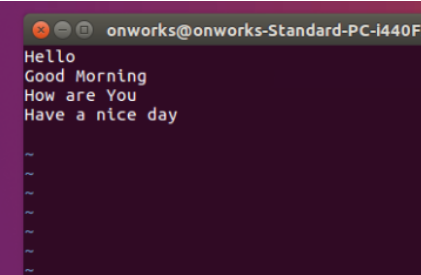 onworks@onworks-Standard-PC-i440F
Hello
Good Morning
How are You
Have a nice day
~
~
~
~
~
~
~